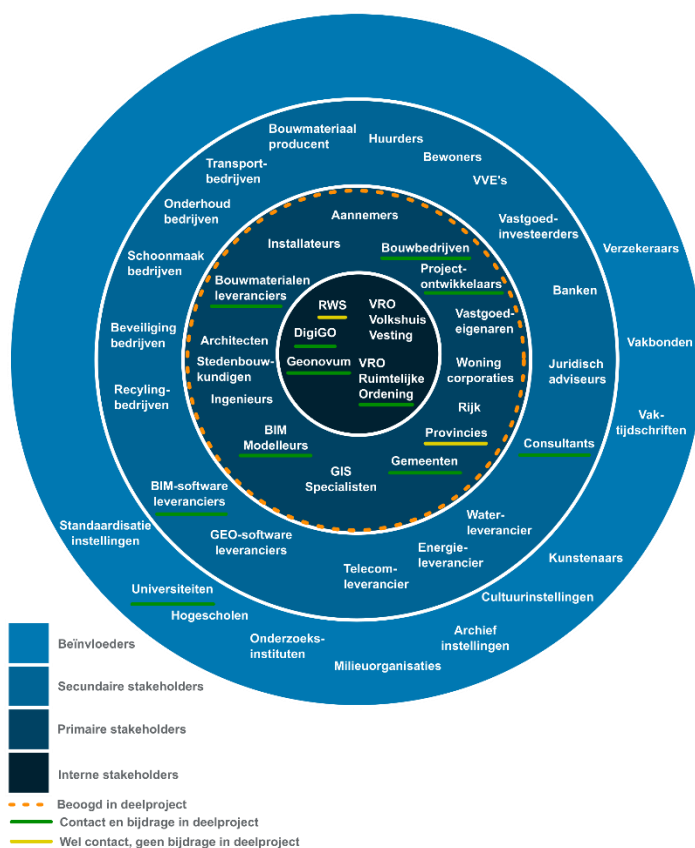 Bouwmateriaal
producent
Huurders
Bewoners
VVE's
Transport-
bedrijven
Onderhoud
bedrijven
Vastgoed-
investeerders
Schoonmaak
bedrijven
Verzekeraars
Banken
Aannemers
Installateurs
Bouwbedrijven
Project-
ontwikkelaars
Bouwmaterialen
leveranciers
RWS
VRO
Volkshuis
Vesting
Vastgoed-
eigenaren
Beveiliging
bedrijven
DigiGO
Architecten
Stedenbouw-
kundigen
Geonovum
VRO
Ruimtelijke
Ordening
Woning
corporaties
Juridisch
adviseurs
Vakbonden
Recyling-
bedrijven
Ingenieurs
Rijk
Vak-
tijdschriften
BIM
Modelleurs
Provincies
Consultants
GIS
Specialisten
Gemeenten
BIM-software
leveranciers
Standaardisatie
instellingen
GEO-software
leveranciers
Water-
leverancier
Energie-
leverancier
Telecom-
leverancier
Kunstenaars
Universiteiten
Hogescholen
Cultuurinstellingen
Onderzoeks-
instituten
Archief
instellingen
Milieuorganisaties
Beïnvloeders
Secundaire stakeholders
Primaire stakeholders
Interne stakeholders
Beoogd in deelproject
Contact en bijdrage in deelproject
Wel contact, geen bijdrage in deelproject